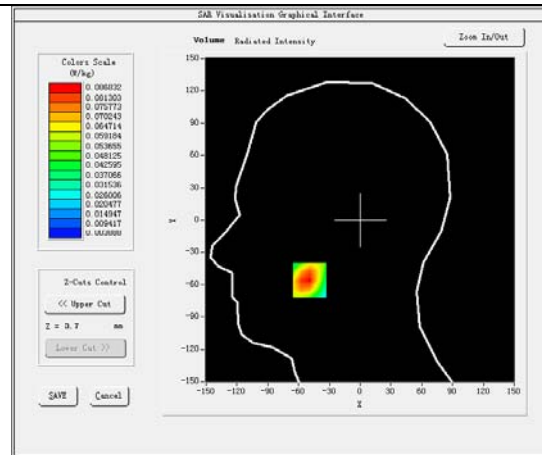 SAR Visualisation Graphical Interface
Volume Radiated Intensity
Zoom In/Out
Colors Scale
(W/kg)
0.086832
0.081303
0.075773
0.070243
0.064714
0.059184
0.053655
0.048125
0.042595
0.037066
0.031536
0.026006
0.020477
0.014947
0.009417
0.003888
Z-Cuts Control
<< Upper Cut
Z = 3.7 mm
Lower Cut >>
SAVE Cancel
150
120
90
60
30
0
-30
-60
-90
-120
-150
Y
-150 -120 -90 -60 -30 0 30 60 90 120 150
X